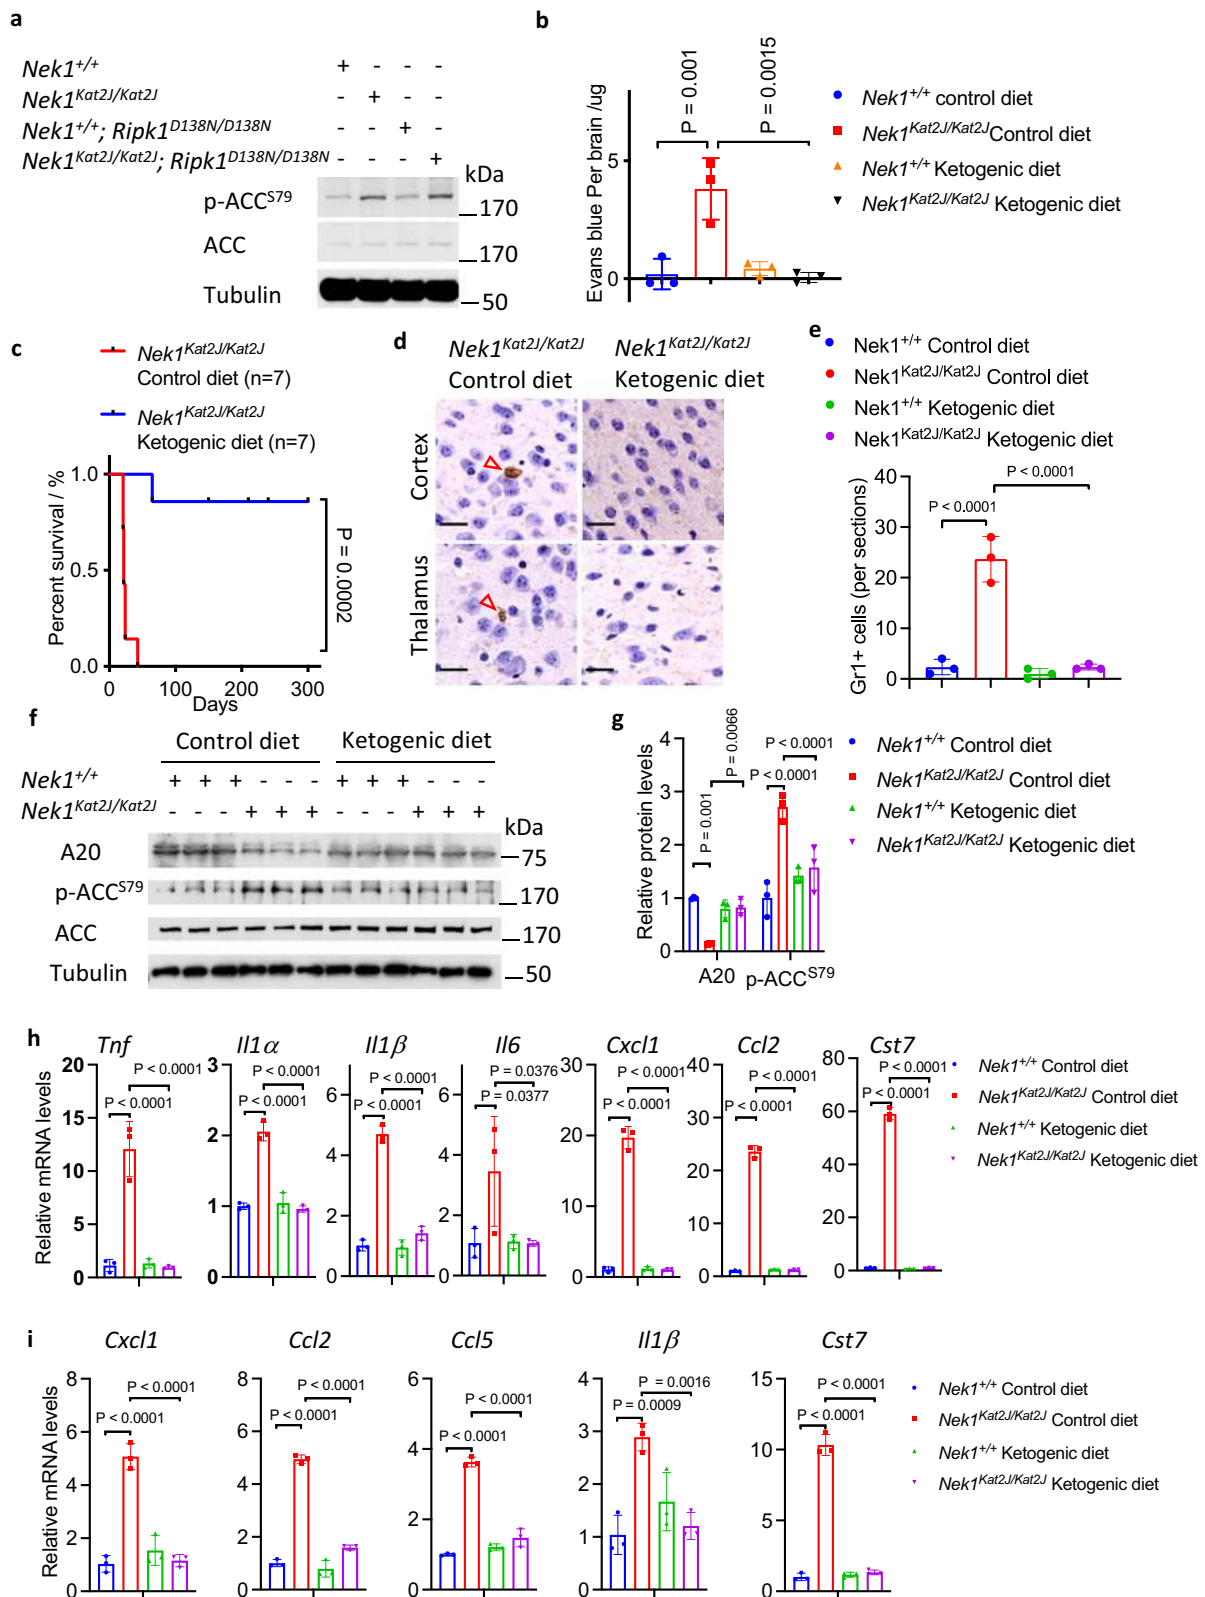 a
Nek1+/+ + - - -
Nek1Kat2J/Kat2J - + - -
Nek1+/+; Ripk1D138N/D138N - - + -
Nek1Kat2J/Kat2J; Ripk1D138N/D138N - - - +
kDa
p-ACCS79 170
ACC 170
Tubulin 50
b
Evans blue Per brain /ug
5
0
P = 0.001
P = 0.0015
Nek1+/+ control diet
Nek1Kat2J/Kat2J Control diet
Nek1+/+ Ketogenic diet
Nek1Kat2J/Kat2J Ketogenic diet
c
Nek1Kat2J/Kat2J
Control diet (n=7)
Nek1Kat2J/Kat2J
Ketogenic diet (n=7)
Percent survival / %
1.0
0.5
0.0
0 100 200 300
Days
P = 0.0002
d
Nek1Kat2J/Kat2J Nek1Kat2J/Kat2J
Control diet Ketogenic diet
Cortex
Thalamus
e
Nek1+/+ Control diet
Nek1Kat2J/Kat2J Control diet
Nek1+/+ Ketogenic diet
Nek1Kat2J/Kat2J Ketogenic diet
P < 0.0001
P < 0.0001
Gr1+ cells (per sections)
40
30
20
10
0
f
Control diet Ketogenic diet
Nek1+/+ + + + - - - + + + - - -
Nek1Kat2J/Kat2J - - - + + + - - - + + +
kDa
A20 75
p-ACCS79 170
ACC 170
Tubulin 50
g
Relative protein levels
4
3
2
1
0
P = 0.001
P = 0.0066
P < 0.0001
P < 0.0001
A20 p-ACCS79
Nek1+/+ Control diet
Nek1Kat2J/Kat2J Control diet
Nek1+/+ Ketogenic diet
Nek1Kat2J/Kat2J Ketogenic diet
h
Relative mRNA levels
Tnf
20
15
10
5
0
P < 0.0001
P < 0.0001
Il1α
3
2
1
0
P < 0.0001
P < 0.0001
Il1β
6
4
2
0
P < 0.0001
P < 0.0001
Il6
6
4
2
0
P = 0.0376
P = 0.0377
Cxcl1
30
20
10
0
P < 0.0001
P < 0.0001
Ccl2
40
30
20
10
0
P < 0.0001
P < 0.0001
Cst7
80
60
40
20
0
P < 0.0001
P < 0.0001
Nek1+/+ Control diet
Nek1Kat2J/Kat2J Control diet
Nek1+/+ Ketogenic diet
Nek1Kat2J/Kat2J Ketogenic diet
i
Relative mRNA levels
Cxcl1
8
6
4
2
0
P < 0.0001
P < 0.0001
Ccl2
8
6
4
2
0
P < 0.0001
P < 0.0001
Ccl5
6
4
2
0
P < 0.0001
P < 0.0001
Il1β
4
3
2
1
0
P = 0.0016
P = 0.0009
Cst7
15
10
5
0
P < 0.0001
P < 0.0001
Nek1+/+ Control diet
Nek1Kat2J/Kat2J Control diet
Nek1+/+ Ketogenic diet
Nek1Kat2J/Kat2J Ketogenic diet